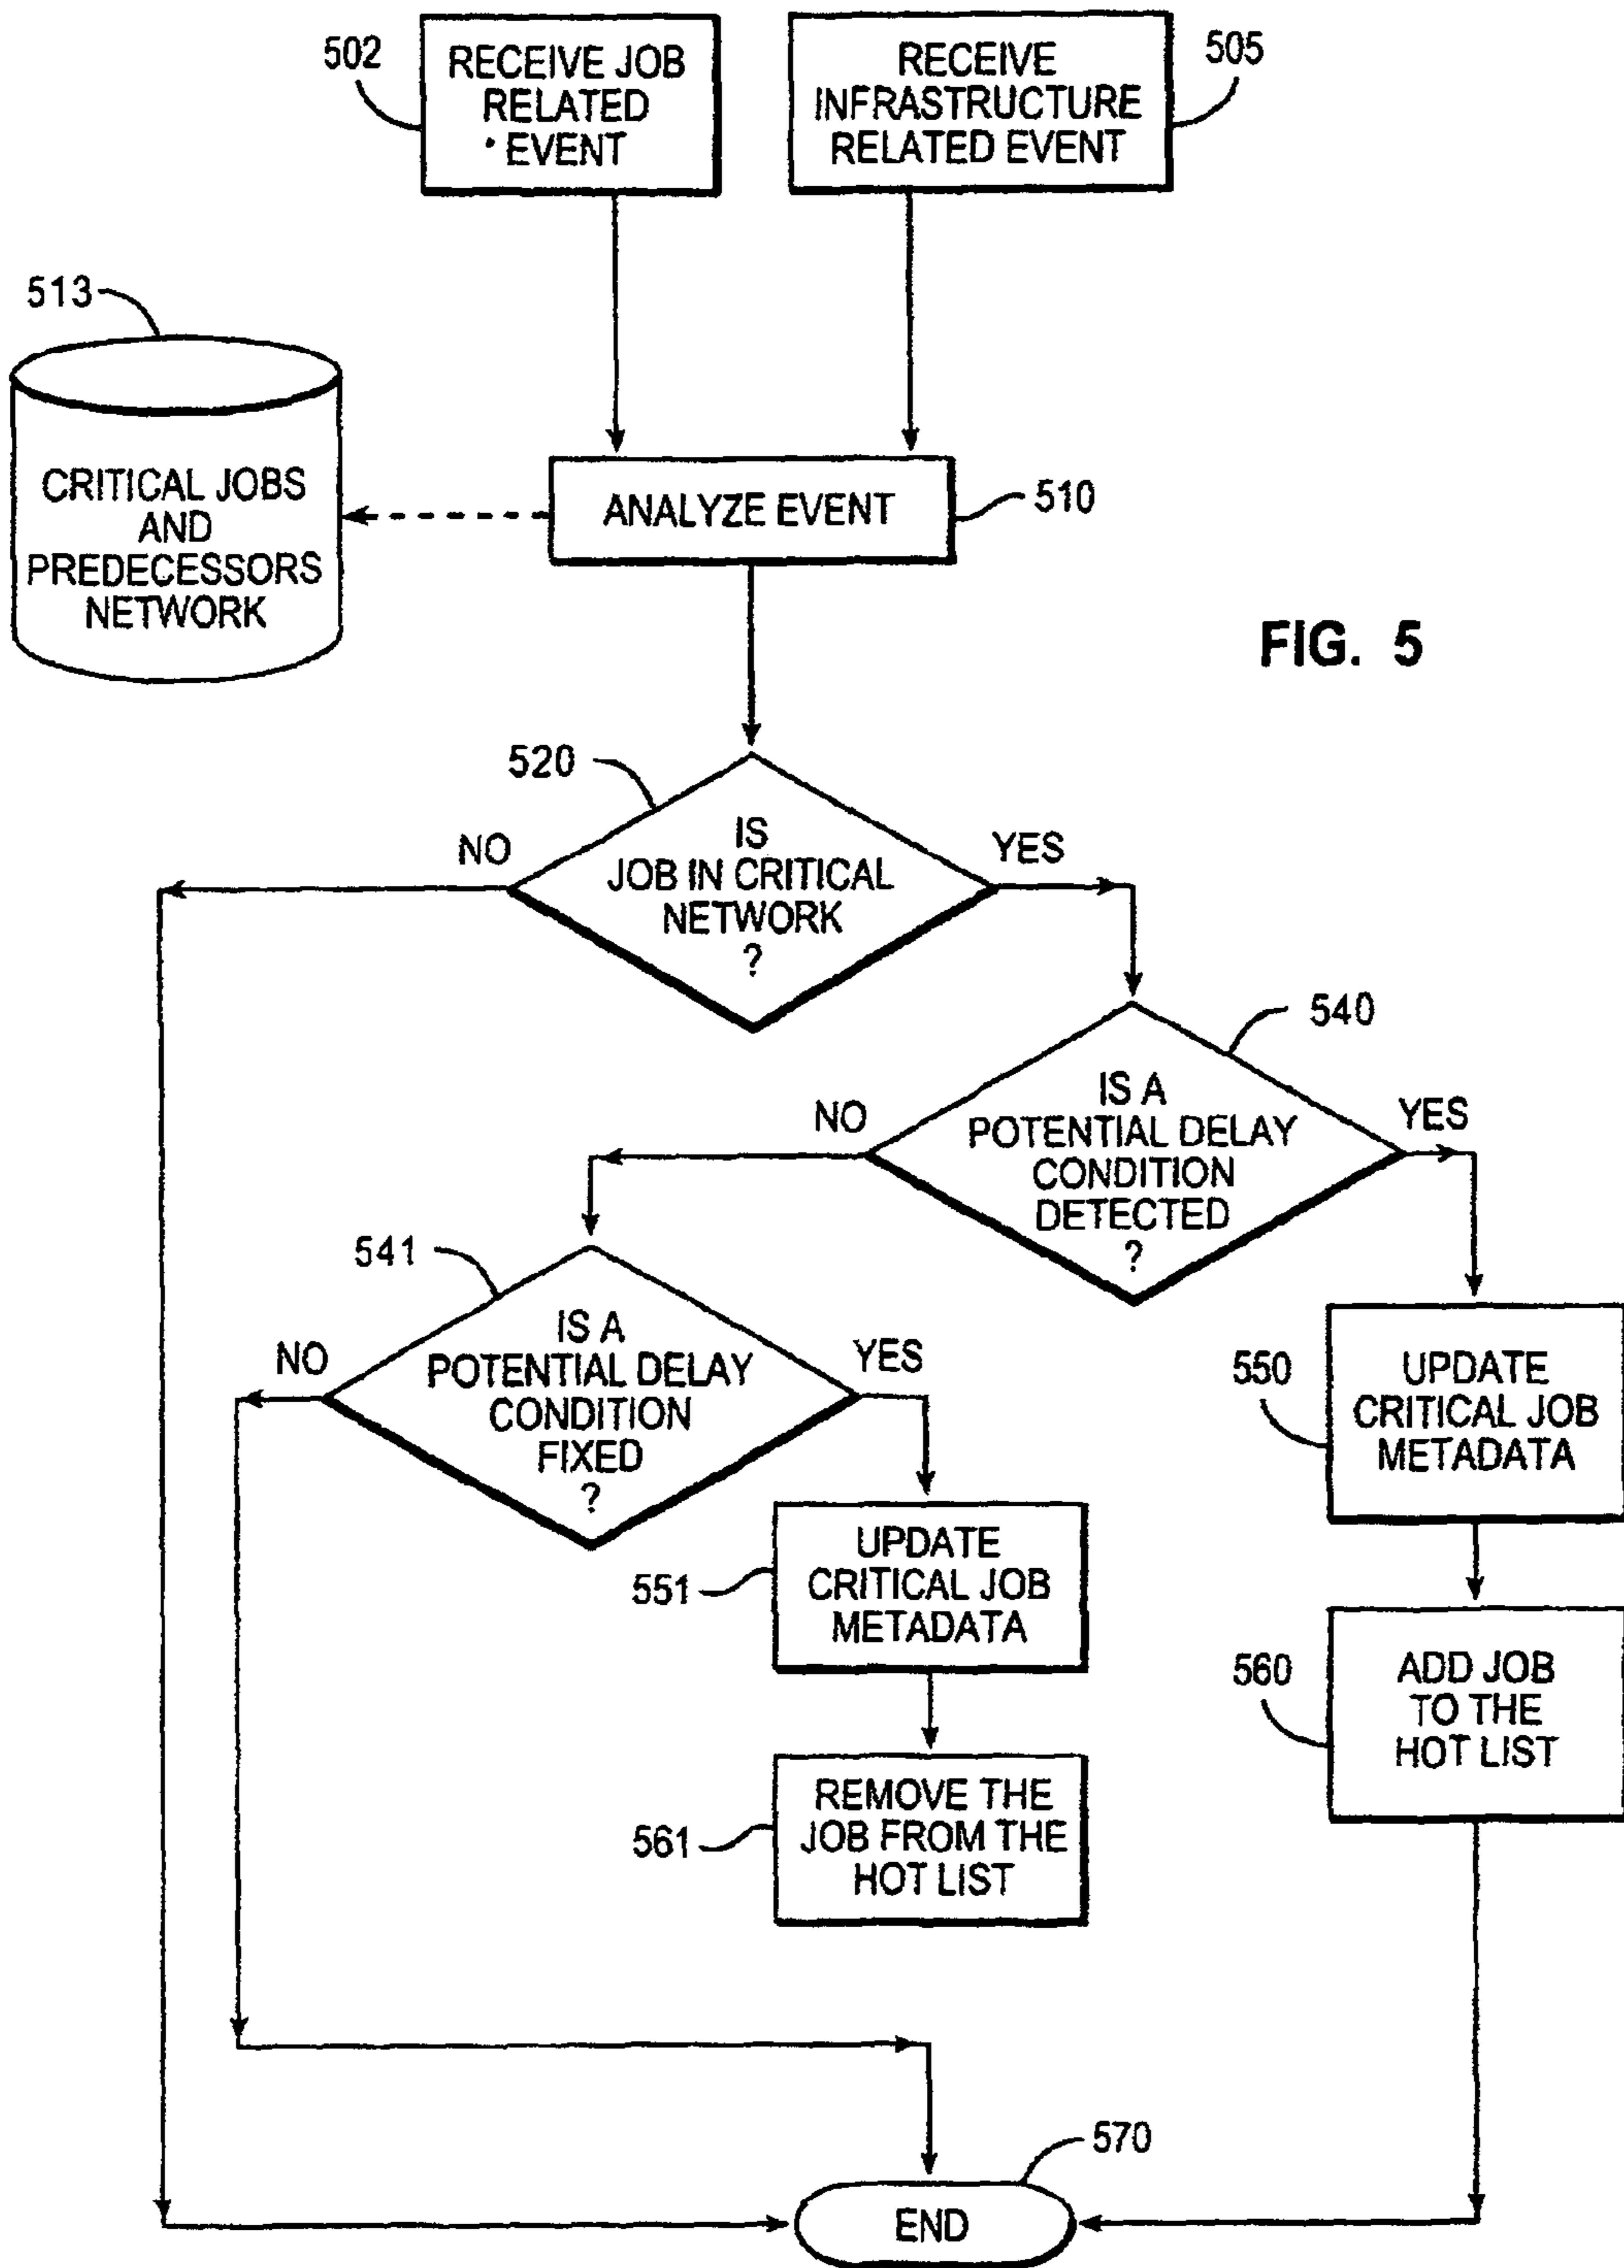 502
RECEIVE JOB
RELATED
EVENT
RECEIVE
INFRASTRUCTURE
RELATED EVENT
505
513
CRITICAL JOBS
AND
PREDECESSORS
NETWORK
ANALYZE EVENT
510
FIG. 5
520
NO
IS
JOB IN CRITICAL
NETWORK
?
YES
540
NO
IS A
POTENTIAL DELAY
CONDITION
DETECTED
?
YES
541
NO
IS A
POTENTIAL DELAY
CONDITION
FIXED
?
YES
550
UPDATE
CRITICAL JOB
METADATA
551
UPDATE
CRITICAL JOB
METADATA
560
ADD JOB
TO THE
HOT LIST
561
REMOVE THE
JOB FROM THE
HOT LIST
570
END